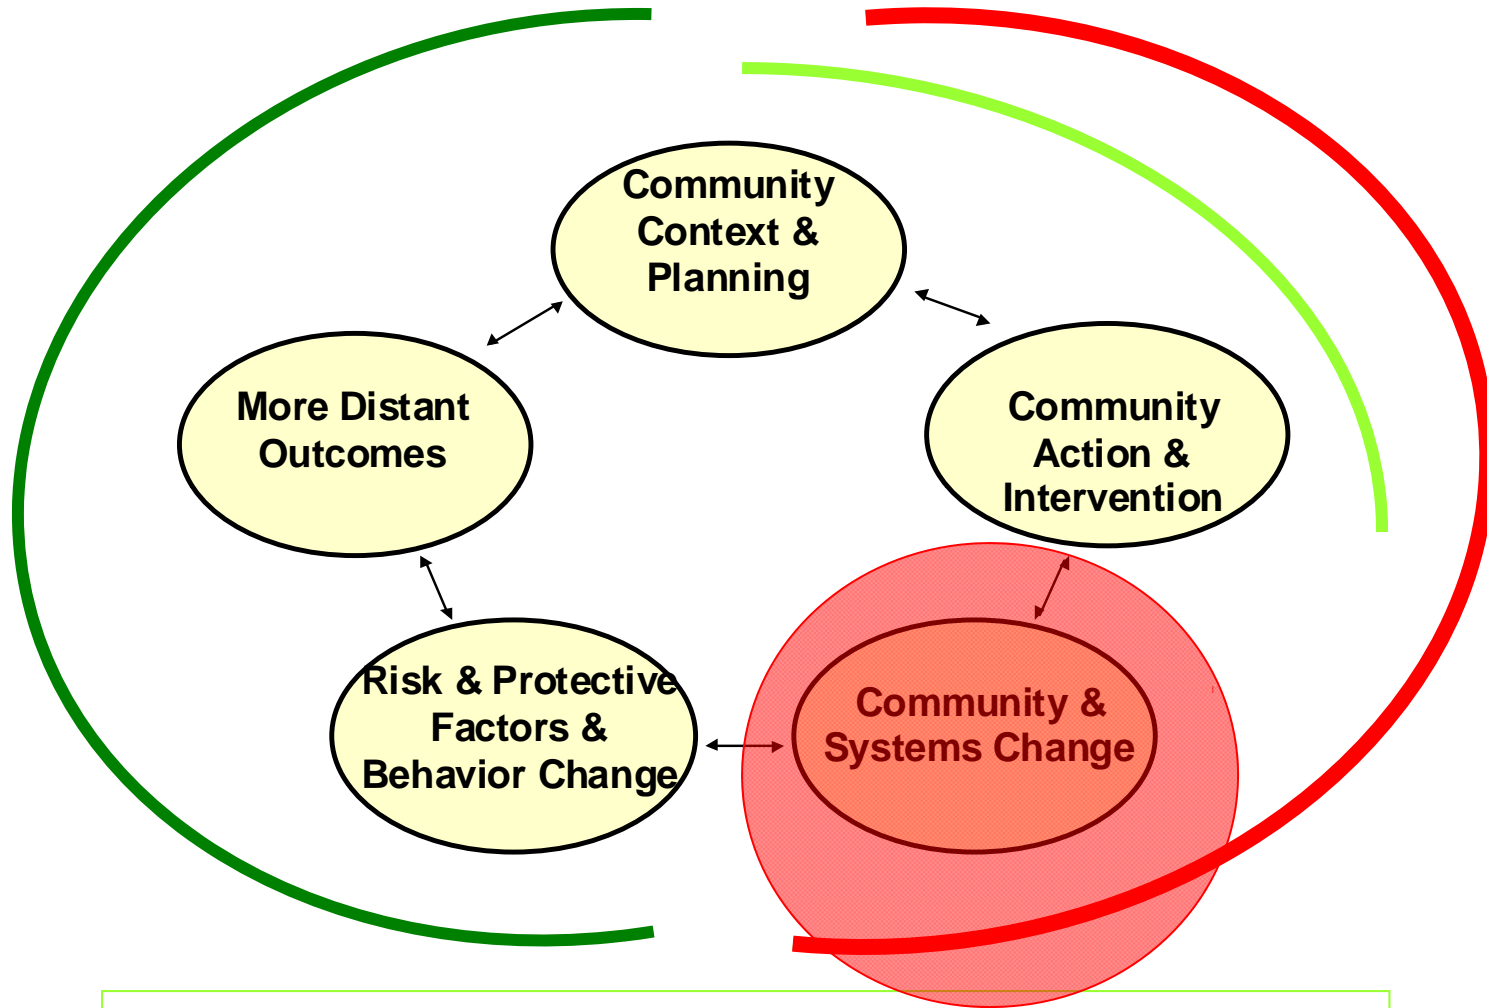 Community
Context &
Planning
More Distant
Outcomes
Community
Action &
Intervention
Risk & Protective
Factors &
Behavior Change
Community &
Systems Change